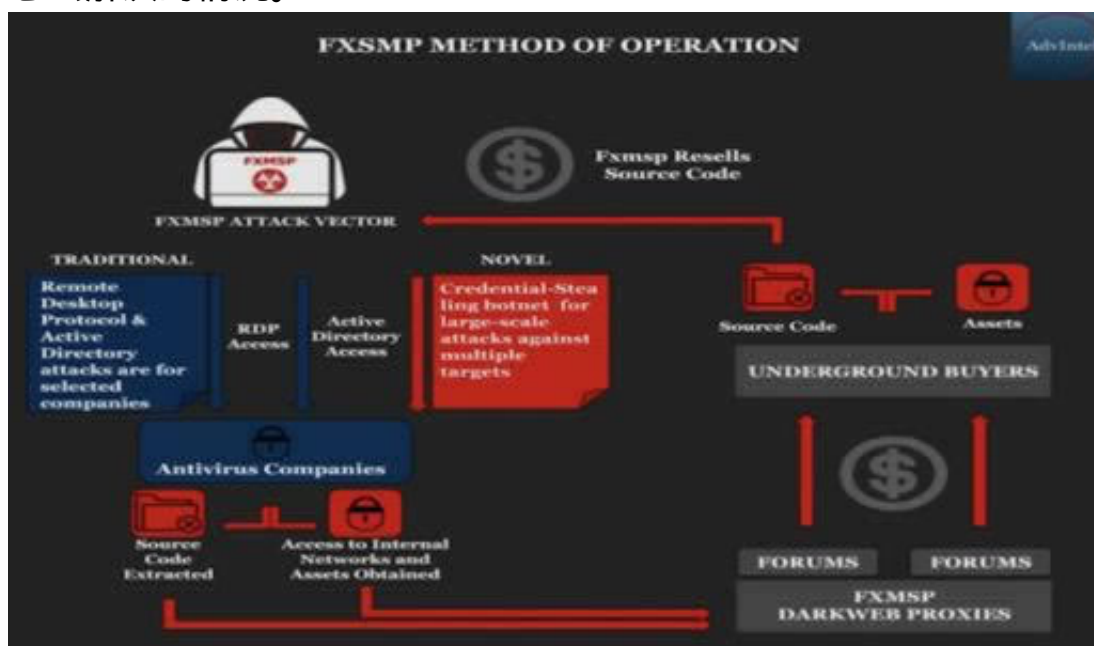 FXSMP METHOD OF OPERATION
AdvIntel
FXMSP
Fxmsp Resells
Source Code
FXMSP ATTACK VECTOR
TRADITIONAL
Remote
Desktop
Protocol &
Active
Directory
attacks are for
selected
companies
RDP
Access
Active
Directory
Access
NOVEL
Credential-Stea
ling botnet for
large-scale
attacks against
multiple
targets
Source Code
Assets
UNDERGROUND BUYERS
Antivirus Companies
Source
Code
Extracted
Access to Internal
Networks and
Assets Obtained
FORUMS
FORUMS
FXMSP
DARKWEB PROXIES